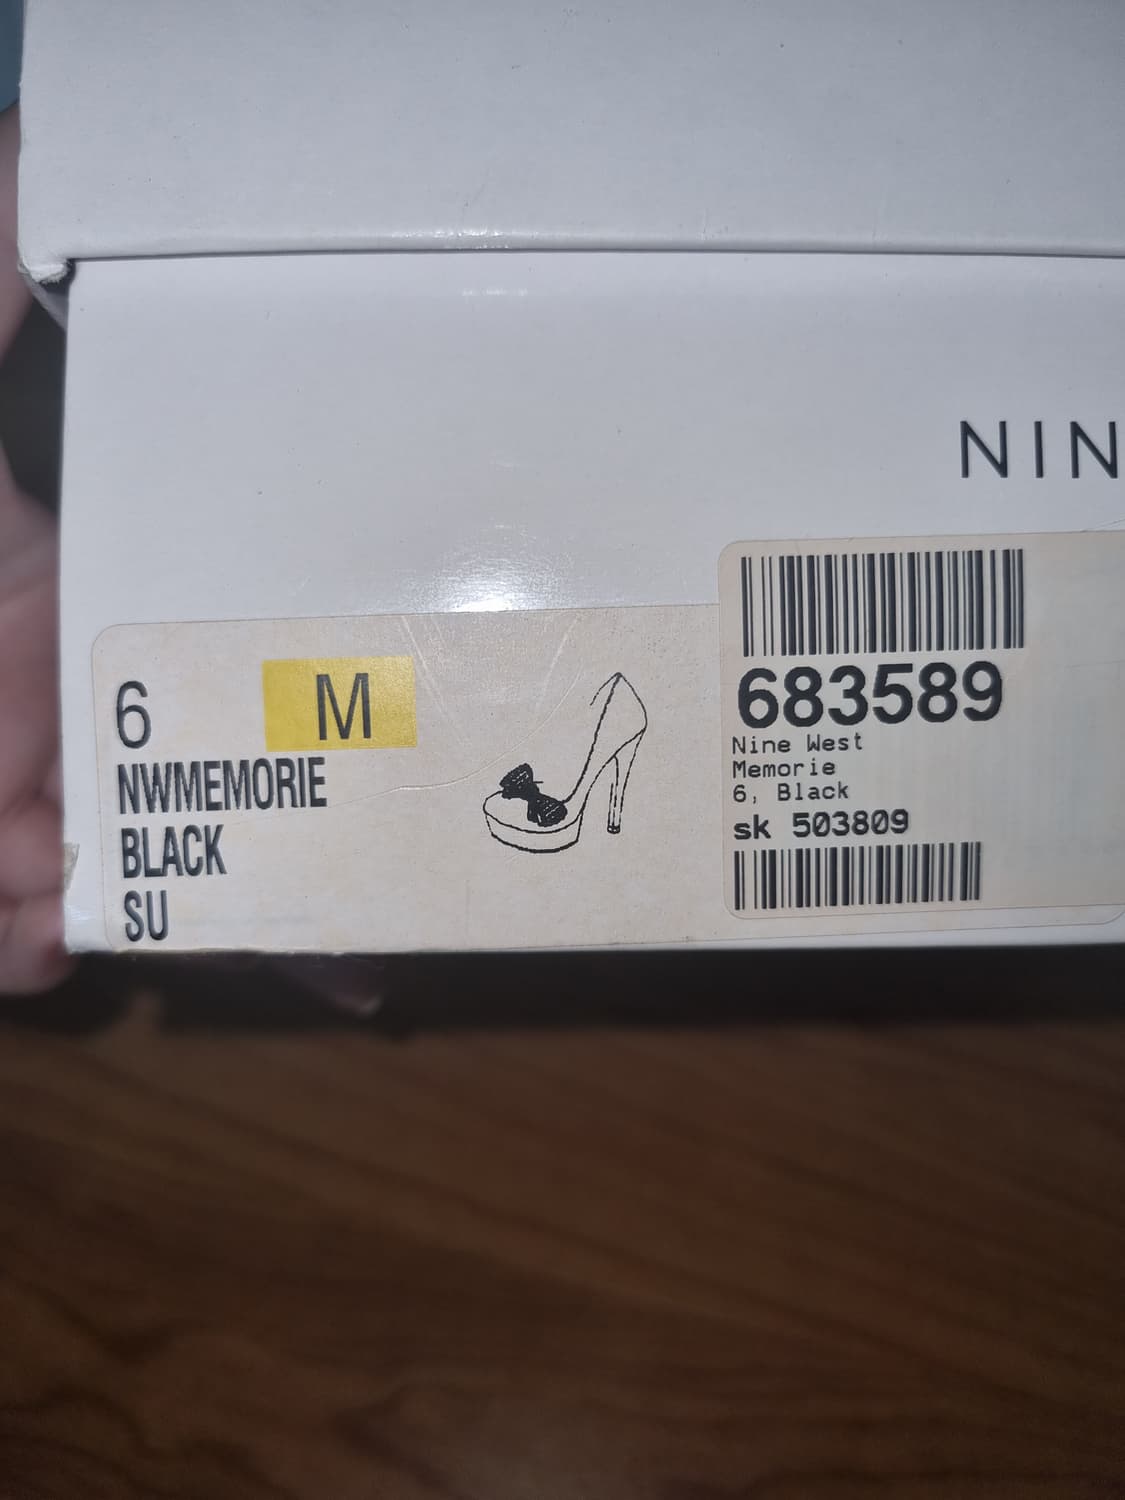 NIN
6 M
NWMEMORIE
BLACK
SU
683589
Nine West
Memorie
6, Black
sk 503809